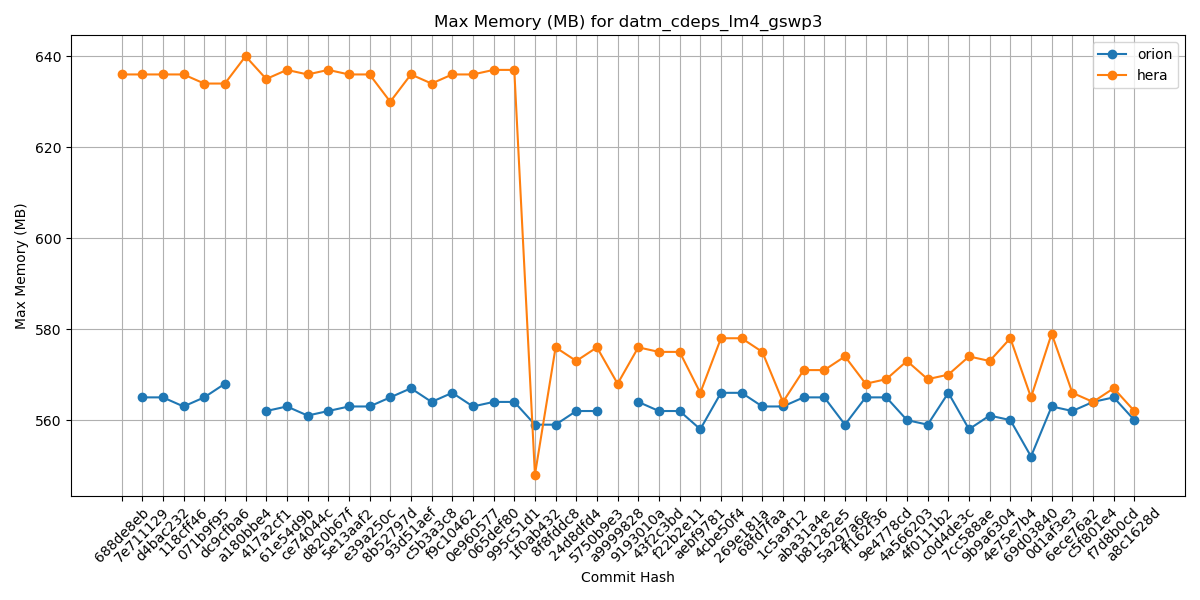 Max Memory (MB) for datm_cdeps_lm4_gswp3
orion
hera
Max Memory (MB)
640
620
600
580
560
688de8eb
7e711129
d4bac232
118cff46
071b9f95
dc9cfba6
a180bbe4
417a2cf1
61e54d9b
ce74044c
d820b67f
5e13aaf2
e39a250c
8b52797d
93d51aef
c5b3a3c8
f9c10462
0e960577
065def80
995c51d1
1f0ab432
8f8fdfc8
24d8dfd4
5750b9e3
a9999828
9193010a
43f253bd
f22b2e11
aebf9781
4cbe50f4
269e181a
68fd7faa
1c5a9f12
aba31a4e
b81282e5
5a297a6e
ff162f36
9e4778cd
4a566203
c0d4de3c
7cc588ae
9b9a6304
4e75e7b4
69d03840
0d1af3e3
6ece76a2
c5f801e4
f7d8b0cd
a8c1628d
Commit Hash